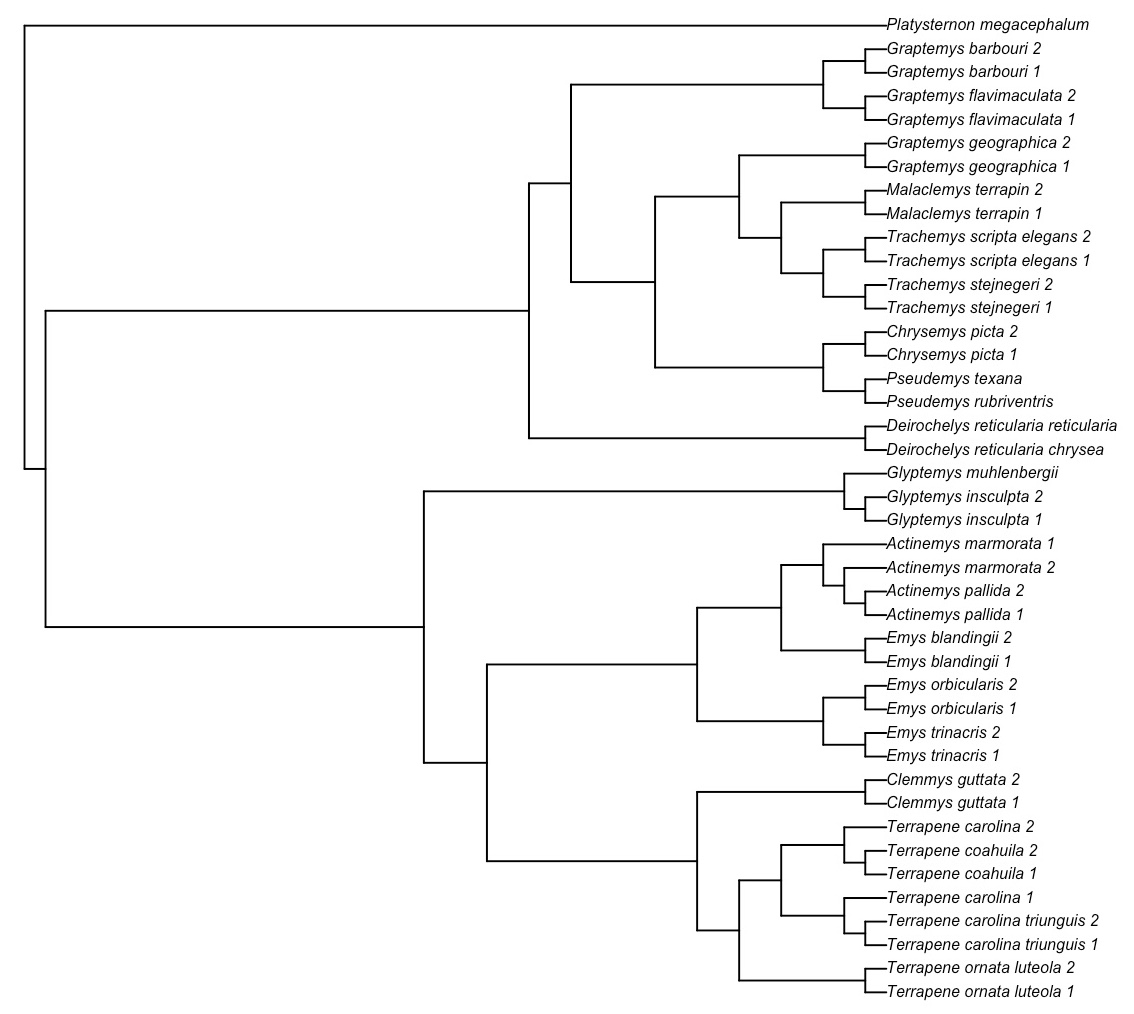 Platysternon megacephalum
Graptemys barbouri 2
Graptemys barbouri 1
Graptemys flavimaculata 2
Graptemys flavimaculata 1
Graptemys geographica 2
Graptemys geographica 1
Malaclemys terrapin 2
Malaclemys terrapin 1
Trachemys scripta elegans 2
Trachemys scripta elegans 1
Trachemys stejnegeri 2
Trachemys stejnegeri 1
Chrysemys picta 2
Chrysemys picta 1
Pseudemys texana
Pseudemys rubriventris
Deirochelys reticularia reticularia
Deirochelys reticularia chrysea
Glyptemys muhlenbergii
Glyptemys insculpta 2
Glyptemys insculpta 1
Actinemys marmorata 1
Actinemys marmorata 2
Actinemys pallida 2
Actinemys pallida 1
Emys blandingii 2
Emys blandingii 1
Emys orbicularis 2
Emys orbicularis 1
Emys trinacris 2
Emys trinacris 1
Clemmys guttata 2
Clemmys guttata 1
Terrapene carolina 2
Terrapene coahuila 2
Terrapene coahuila 1
Terrapene carolina 1
Terrapene carolina triunguis 2
Terrapene carolina triunguis 1
Terrapene ornata luteola 2
Terrapene ornata luteola 1